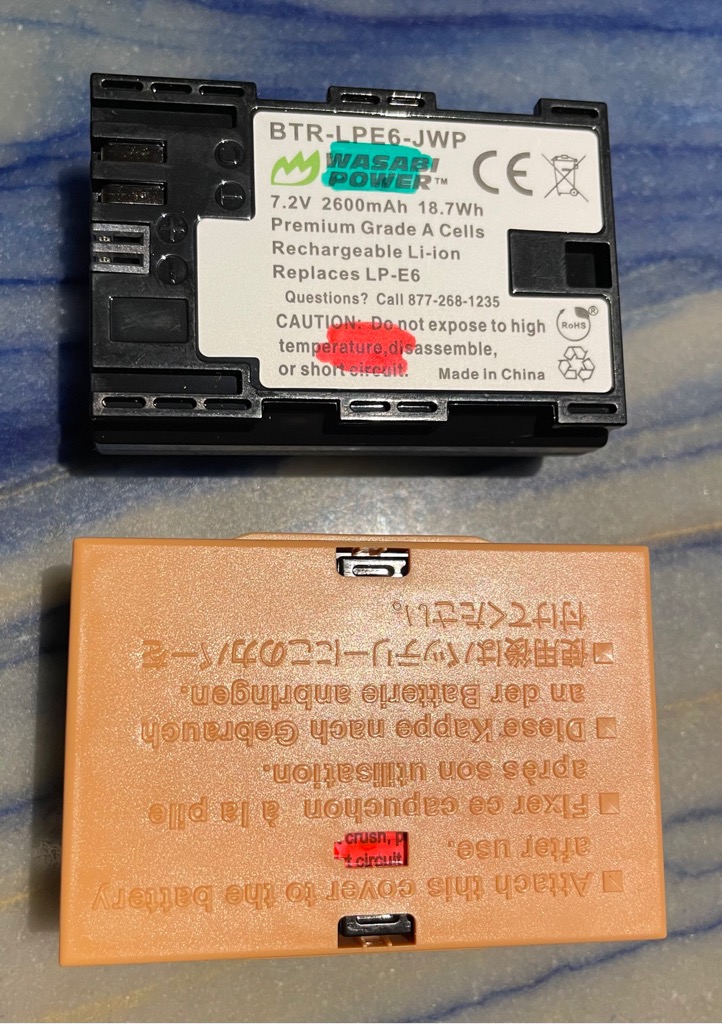 BTR-LPE6-JWP
WASABI
POWER™
7.2V 2600mAh 18.7Wh
Premium Grade A Cells
Rechargeable Li-ion
Replaces LP-E6
Questions? Call 877-268-1235
CAUTION: Do not expose to high
temperature,disassemble,
or short circuit. Made in China
CE
RoHS
®
+
-
■ Attach this cover to the battery
after use.
■ Fixer ce capuchon à la pile
après son utilisation.
■ Diese Kappe nach Gebrauch
an der Batterie anbringen.
■ 使用後はバッテリーにこのカバーを
付けてください。
crush, p
t circuit